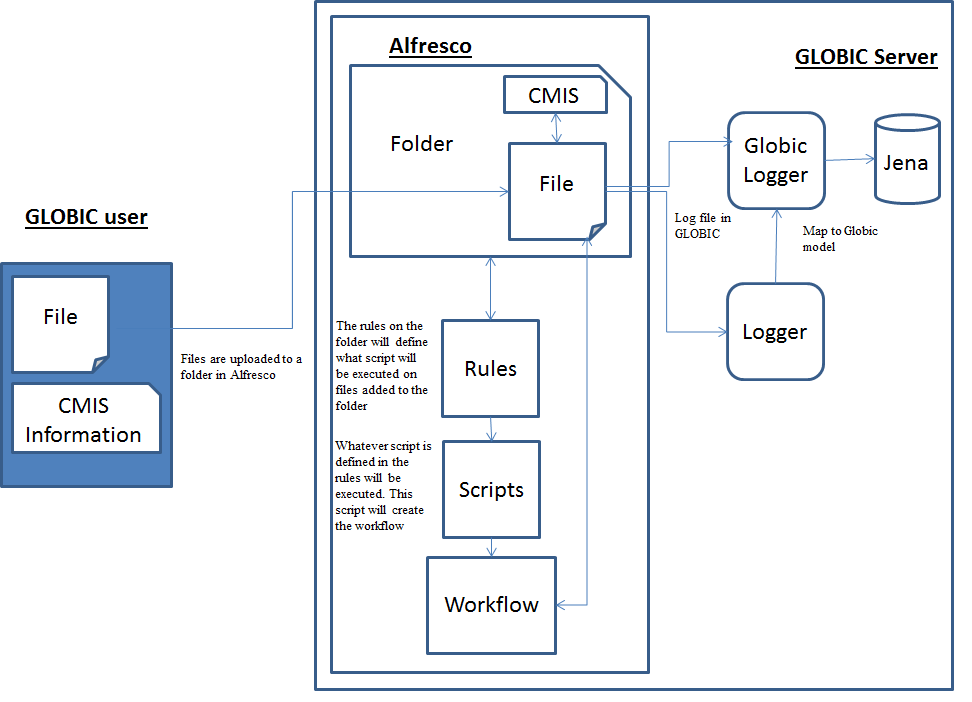 Alfresco
GLOBIC Server
CMIS
Folder
File
Globic
Logger
Jena
GLOBIC user
Log file in
GLOBIC
Map to Globic
model
File
CMIS
Information
Files are uploaded to a
folder in Alfresco
The rules on the
folder will define
what script will
be executed on
files added to the
folder
Rules
Logger
Whatever script is
defined in the
rules will be
executed. This
script will create
the workflow
Scripts
Workflow